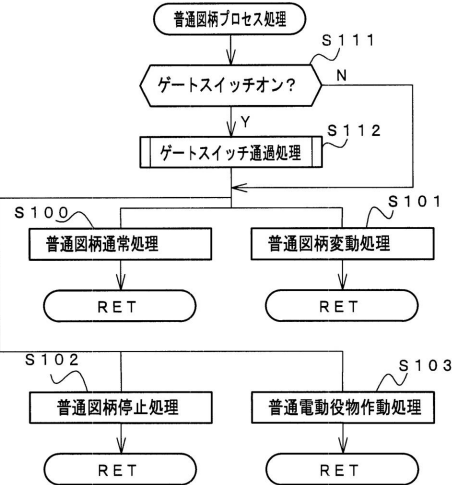 普通図柄プロセス処理
S111
ゲートスイッチオン?
N
Y
S112
ゲートスイッチ通過処理
S100
S101
普通図柄通常処理
普通図柄変動処理
RET
RET
S102
S103
普通図柄停止処理
普通電動役物作動処理
RET
RET